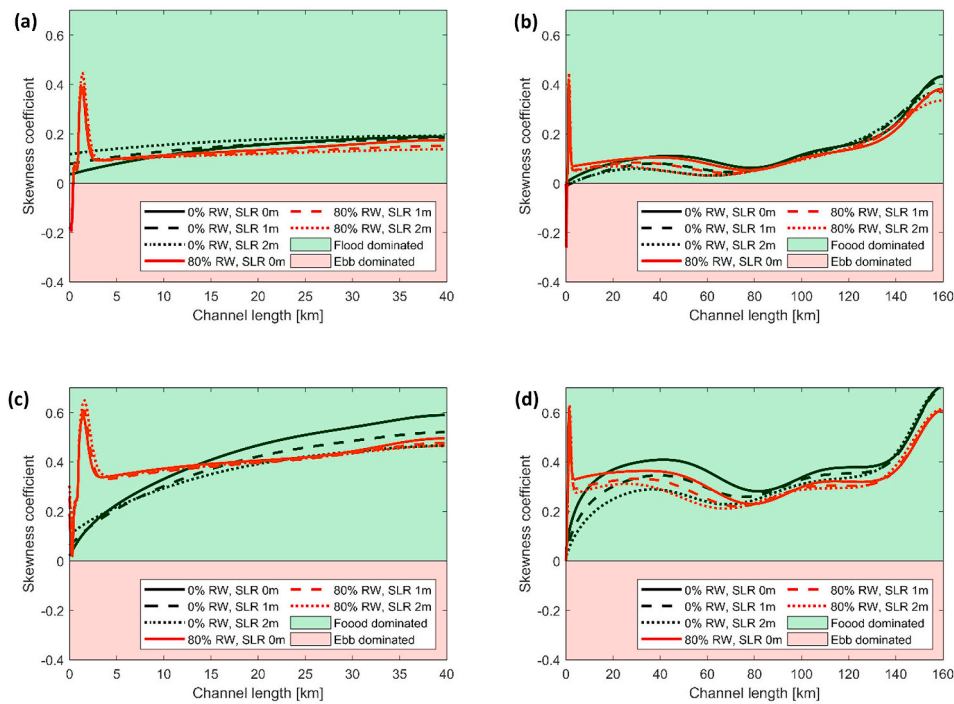 (a)
Skewness coefficient
0.6
0.4
0.2
0
-0.2
-0.4
0% RW, SLR 0m
0% RW, SLR 1m
0% RW, SLR 2m
80% RW, SLR 0m
80% RW, SLR 1m
80% RW, SLR 2m
Flood dominated
Ebb dominated
0 5 10 15 20 25 30 35 40
Channel length [km]
(b)
Skewness coefficient
0.6
0.4
0.2
0
-0.2
-0.4
0% RW, SLR 0m
0% RW, SLR 1m
0% RW, SLR 2m
80% RW, SLR 0m
80% RW, SLR 1m
80% RW, SLR 2m
Foood dominated
Ebb dominated
0 20 40 60 80 100 120 140 160
Channel length [km]
(c)
Skewness coefficient
0.6
0.4
0.2
0
-0.2
-0.4
0% RW, SLR 0m
0% RW, SLR 1m
0% RW, SLR 2m
80% RW, SLR 0m
80% RW, SLR 1m
80% RW, SLR 2m
Foood dominated
Ebb dominated
0 5 10 15 20 25 30 35 40
Channel length [km]
(d)
Skewness coefficient
0.6
0.4
0.2
0
-0.2
-0.4
0% RW, SLR 0m
0% RW, SLR 1m
0% RW, SLR 2m
80% RW, SLR 0m
80% RW, SLR 1m
80% RW, SLR 2m
Foood dominated
Ebb dominated
0 20 40 60 80 100 120 140 160
Channel length [km]